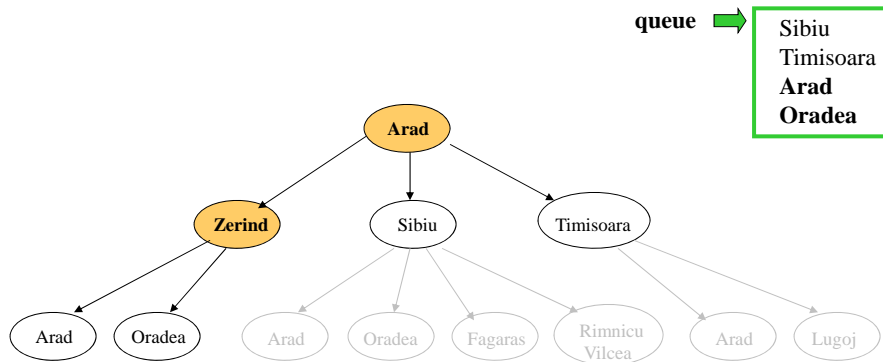 queue
Sibiu
Timisoara
Arad
Oradea
Arad
Zerind
Sibiu
Timisoara
Arad
Oradea
Arad
Oradea
Fagaras
Rimnicu
Vilcea
Arad
Lugoj